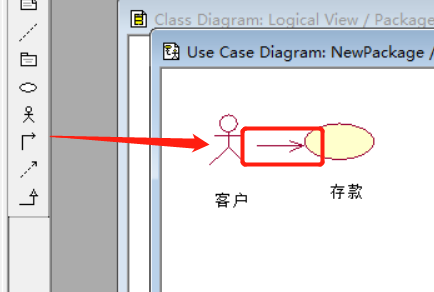 Class Diagram: Logical View / Package
Use Case Diagram: NewPackage /
客户
存款